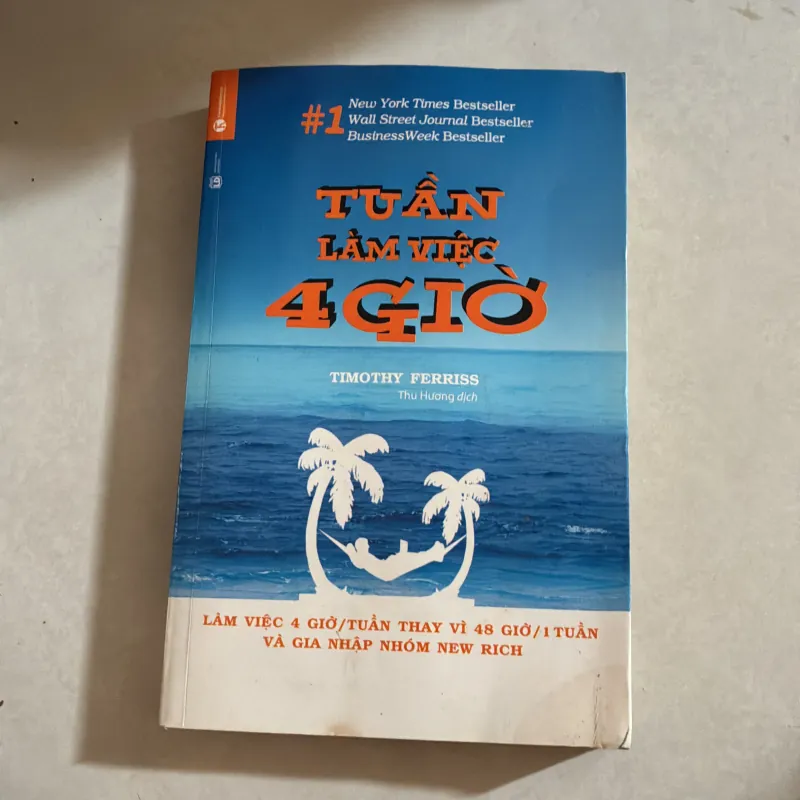 #1 New York Times Bestseller
Wall Street Journal Bestseller
BusinessWeek Bestseller
TUẦN
LÀM VIỆC
4 GIỜ
TIMOTHY FERRISS
Thu Hương dịch
LÀM VIỆC 4 GIỜ/TUẦN THAY VÌ 48 GIỜ/1 TUẦN
VÀ GIA NHẬP NHÓM NEW RICH